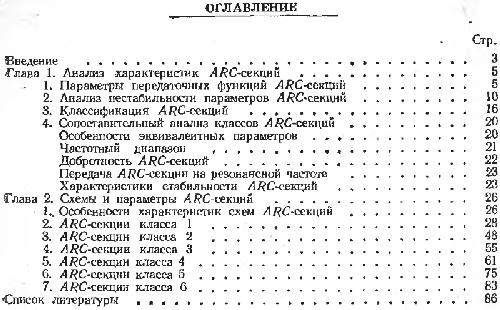 ОГЛАВЛЕНИЕ
Стр.
Введение . . . . . . . . . . 3
Глава 1. Анализ характеристик ARC-секций . . . . . . . . 5
1. Параметры передаточных функций ARC-секций . . . . . 5
2. Анализ нестабильности параметров ARC-секций . . . . . 10
3. Классификация ARC-секций . . . . . . . . 16
4. Сопоставительный анализ классов ARC-секций . . . . . 20
Особенности эквивалентных параметров . . . . . . 20
Частотный диапазон . . . . . . . . . . 21
Добротность ARC-секций . . . . . . . . . 22
Передача ARC-секции на резонансной частоте . . . . . 23
Характеристики стабильности ARC-секций . . . . . 23
Глава 2. Схемы и параметры ARC-секций . . . . . . . . 26
1. Особенности характеристик схем ARC-секций . . . . . 26
2. ARC-секции класса 1 . . . . . . . . . . 28
3. ARC-секции класса 2 . . . . . . . . . . 48
4. ARC-секции класса 3 . . . . . . . . . . 55
5. ARC-секции класса 4 . . . . . . . . . . 61
6. ARC-секции класса 5 . . . . . . . . . . 75
7. ARC-секции класса 6 . . . . . . . . . . 83
Список литературы . . . . . . . . . . . 86